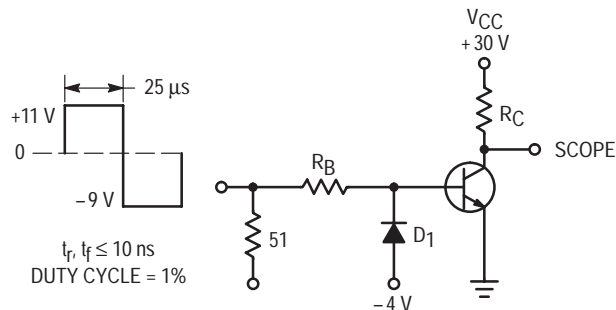 V_CC
+30 V
25 μs
+11 V
R_C
0
SCOPE
R_B
−9 V
51
D_1
t_r, t_f ≤ 10 ns
DUTY CYCLE = 1%
−4 V